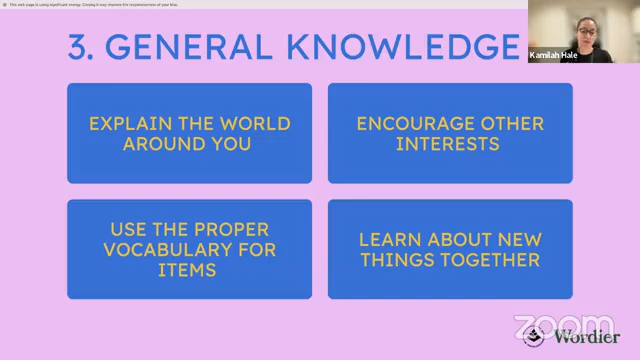 This web page is using significant energy. Closing it may improve the responsiveness of your Mac.
3. GENERAL KNOWLEDGE
Kamilah Hale
EXPLAIN THE WORLD
AROUND YOU
ENCOURAGE OTHER
INTERESTS
USE THE PROPER
VOCABULARY FOR
ITEMS
LEARN ABOUT NEW
THINGS TOGETHER
zoom
Wordier